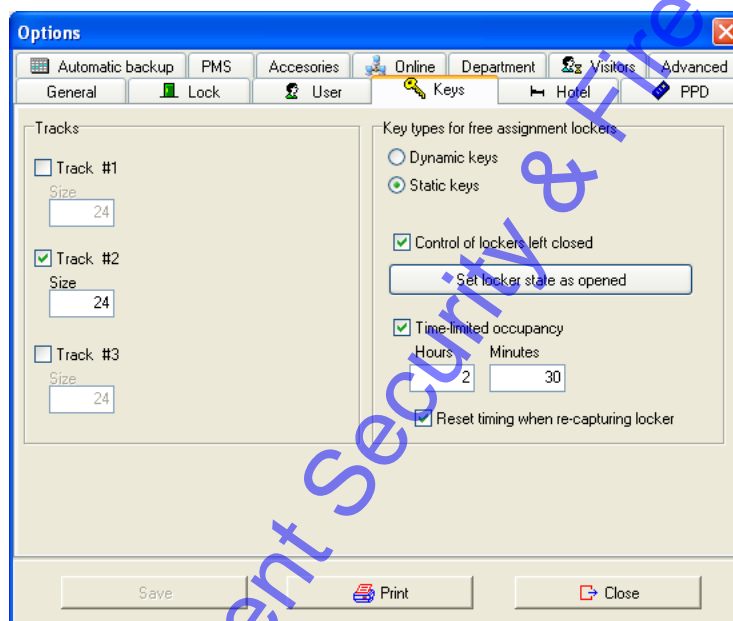 Options
Automatic backup PMS Accesories Online Department Visitors Advanced
General Lock User Keys Hotel PPD
Tracks
Track #1
Size
24
Track #2
Size
24
Track #3
Size
24
Key types for free assignment lockers
Dynamic keys
Static keys
Control of lockers left closed
Set locker state as opened
Time-limited occupancy
Hours Minutes
2 30
Reset timing when re-capturing locker
Save Print Close
ent Security & Fire